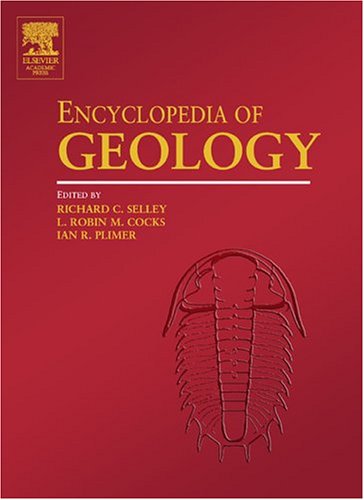 ELSEVIER
ACADEMIC
PRESS
ENCYCLOPEDIA OF
GEOLOGY
EDITED BY
RICHARD C. SELLEY
L. ROBIN M. COCKS
IAN R. PLIMER